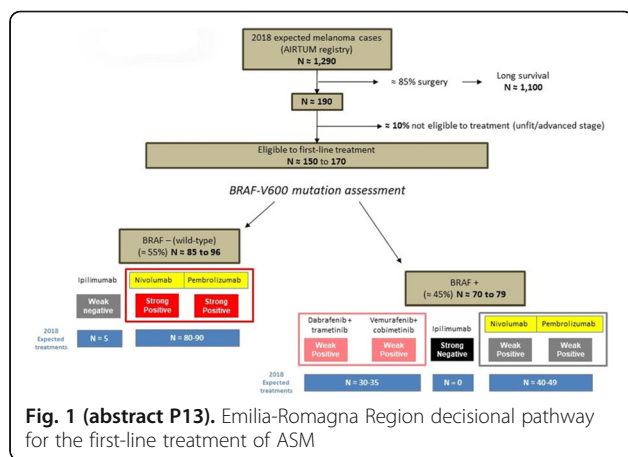 2018 expected melanoma cases
(AIRTUM registry)
N ≈ 1,290
≈ 85% surgery
Long survival
N ≈ 1,100
N ≈ 190
≈ 10% not eligible to treatment (unfit/advanced stage)
Eligible to first-line treatment
N ≈ 150 to 170
BRAF-V600 mutation assessment
BRAF – (wild-type)
(≈ 55%) N ≈ 85 to 96
Ipilimumab
Nivolumab
Pembrolizumab
Weak
negative
Strong
Positive
Strong
Positive
2018
Expected
treatments
N = 5
N = 80-90
BRAF +
(≈ 45%) N ≈ 70 to 79
Dabrafenib+
trametinib
Vemurafenib+
cobimetinib
Ipilimumab
Nivolumab
Pembrolizumab
Weak
Positive
Weak
Positive
Strong
Negative
Weak
Positive
Weak
Positive
2018
Expected
treatments
N = 30-35
N = 0
N = 40-49
Fig. 1 (abstract P13). Emilia-Romagna Region decisional pathway
for the first-line treatment of ASM